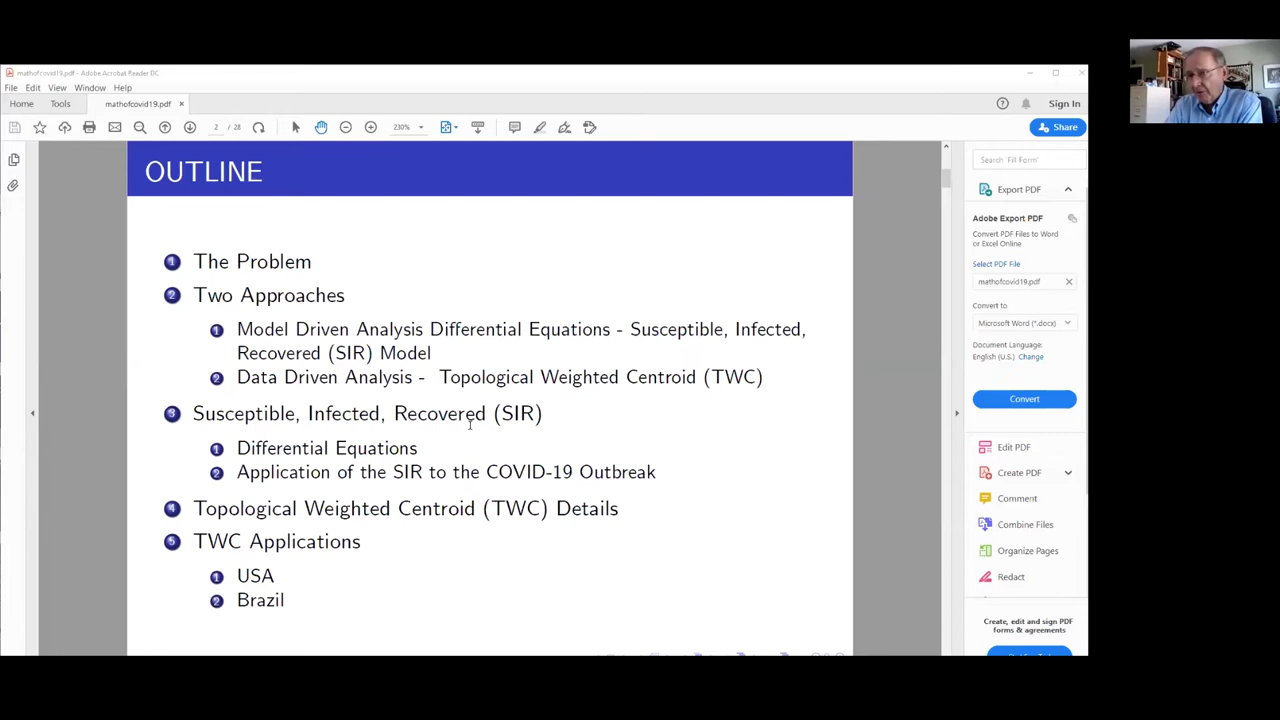 mathofcovid19.pdf - Adobe Acrobat Reader DC
File Edit View Window Help
Home Tools mathofcovid19.pdf × Sign In
2 / 28 230% Share
OUTLINE
1 The Problem
2 Two Approaches
1 Model Driven Analysis Differential Equations - Susceptible, Infected,
Recovered (SIR) Model
2 Data Driven Analysis - Topological Weighted Centroid (TWC)
3 Susceptible, Infected, Recovered (SIR)
1 Differential Equations
2 Application of the SIR to the COVID-19 Outbreak
4 Topological Weighted Centroid (TWC) Details
5 TWC Applications
1 USA
2 Brazil
Search 'Fill Form'
Export PDF
Adobe Export PDF
Convert PDF Files to Word
or Excel Online
Select PDF File
mathofcovid19.pdf
Convert to
Microsoft Word (*.docx)
Document Language:
English (U.S.) Change
Convert
Edit PDF
Create PDF
Comment
Combine Files
Organize Pages
Redact
Create, edit and sign PDF
forms & agreements